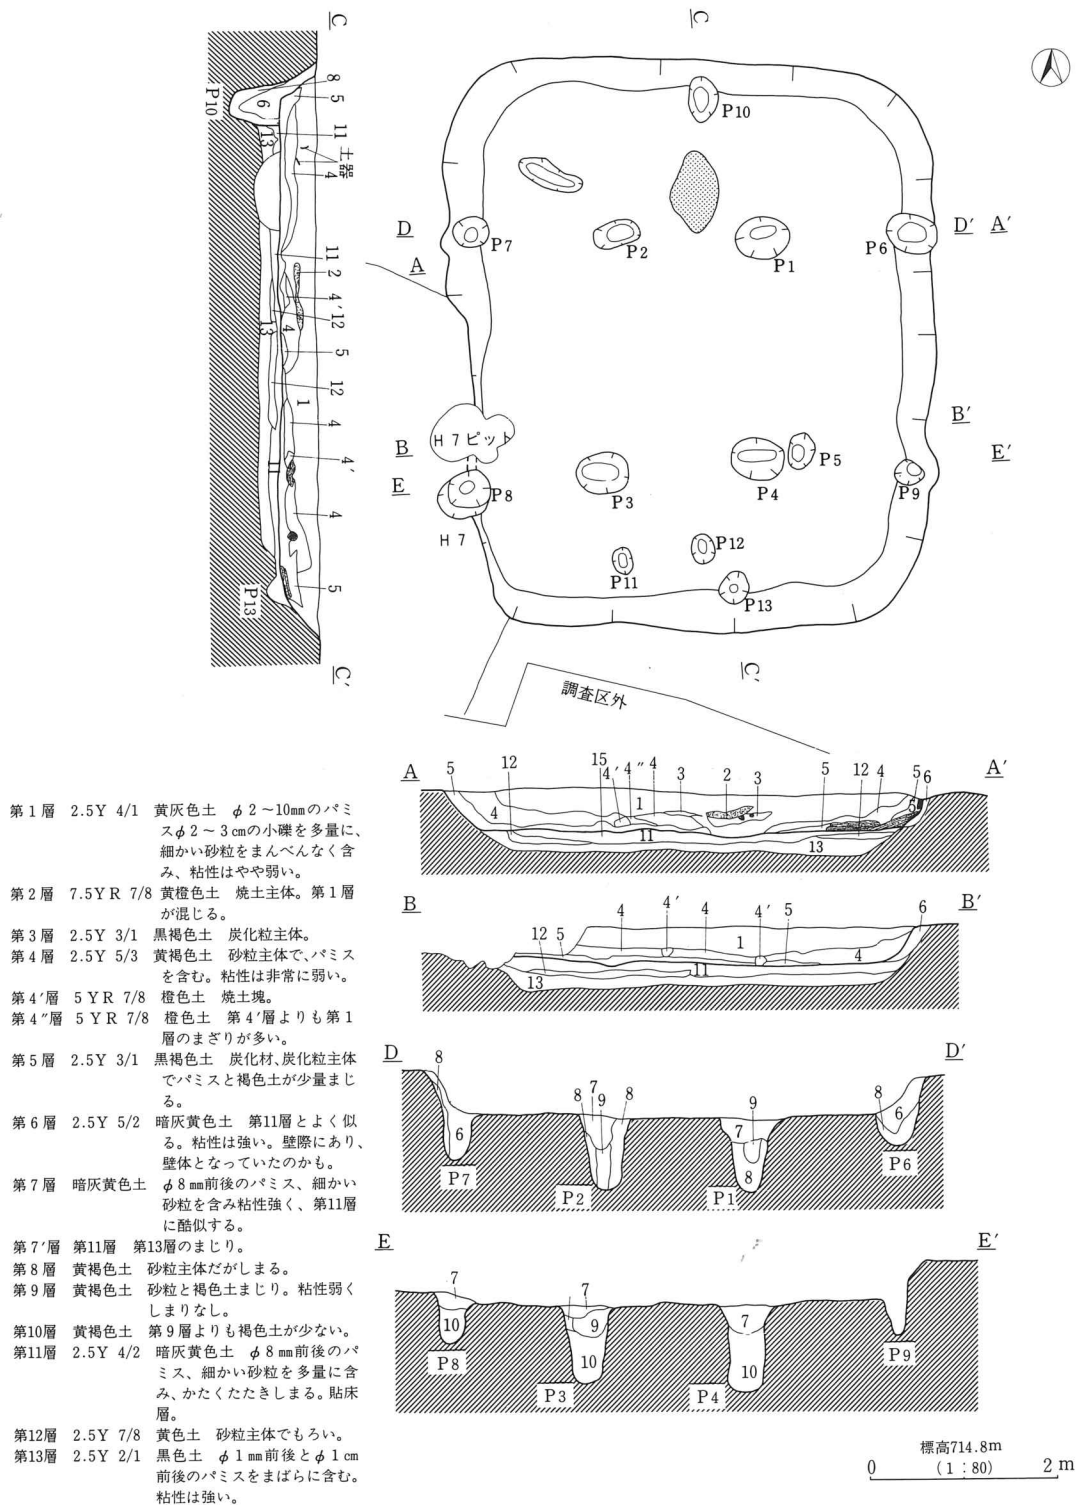 C
P10
6
8
5
11
13
土器
4
11
2
4′
12
13
4
5
12
1
4
4′
11
4
5
P13
C′
C
P10
D
P7
P2
P1
P6
D′
A′
A
B′
B
H7ピット
E
P8
P3
P4
P5
E′
P9
H7
P12
P11
P13
C′
調査区外
A
5
12
15
4′
4″
4
3
2
3
5
12
4
5
6
A′
4
1
11
13
5
B
12
5
4
4′
4
4′
5
6
B′
1
4
11
13
D
8
7
9
8
9
8
D′
6
7
6
8
P7
P2
P1
P6
E
7
7
7
E′
10
9
10
10
P8
P3
P4
P9
第1層 2.5Y 4/1 黄灰色土 φ2～10㎜のパミ
スφ2～3㎝の小礫を多量に、
細かい砂粒をまんべんなく含
み、粘性はやや弱い。
第2層 7.5YR 7/8 黄橙色土 焼土主体。第1層
が混じる。
第3層 2.5Y 3/1 黒褐色土 炭化粒主体。
第4層 2.5Y 5/3 黄褐色土 砂粒主体で、パミス
を含む。粘性は非常に弱い。
第4′層 5YR 7/8 橙色土 焼土塊。
第4″層 5YR 7/8 橙色土 第4′層よりも第1
層のまざりが多い。
第5層 2.5Y 3/1 黒褐色土 炭化材、炭化粒主体
でパミスと褐色土が少量まじ
る。
第6層 2.5Y 5/2 暗灰黄色土 第11層とよく似
る。粘性は強い。壁際にあり、
壁体となっていたのかも。
第7層 暗灰黄色土 φ8㎜前後のパミス、細かい
砂粒を含み粘性強く、第11層
に酷似する。
第7′層 第11層 第13層のまじり。
第8層 黄褐色土 砂粒主体だがしまる。
第9層 黄褐色土 砂粒と褐色土まじり。粘性弱く
しまりなし。
第10層 黄褐色土 第9層よりも褐色土が少ない。
第11層 2.5Y 4/2 暗灰黄色土 φ8㎜前後のパ
ミス、細かい砂粒を多量に含
み、かたくたたきしまる。貼床
層。
第12層 2.5Y 7/8 黄色土 砂粒主体でもろい。
第13層 2.5Y 2/1 黒色土 φ1㎜前後とφ1㎝
前後のパミスをまばらに含む。
粘性は強い。
標高714.8m
0 (1：80) 2m